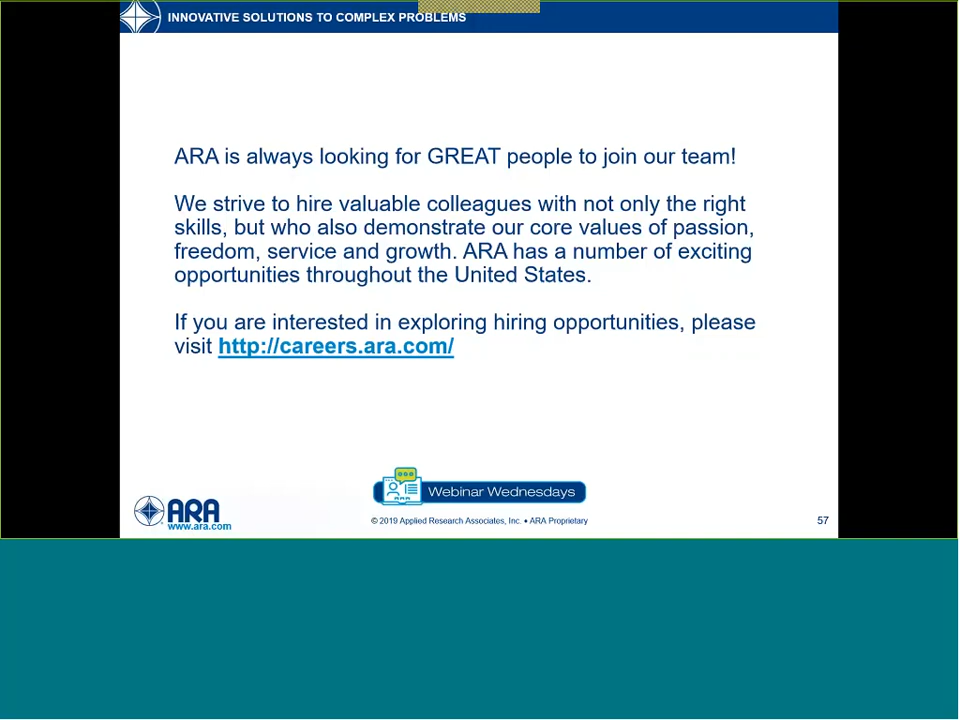 INNOVATIVE SOLUTIONS TO COMPLEX PROBLEMS
ARA is always looking for GREAT people to join our team!
We strive to hire valuable colleagues with not only the right
skills, but who also demonstrate our core values of passion,
freedom, service and growth. ARA has a number of exciting
opportunities throughout the United States.
If you are interested in exploring hiring opportunities, please
visit http://careers.ara.com/
ARA
Webinar Wednesdays
ARA
www.ara.com
© 2019 Applied Research Associates, Inc. • ARA Proprietary
57